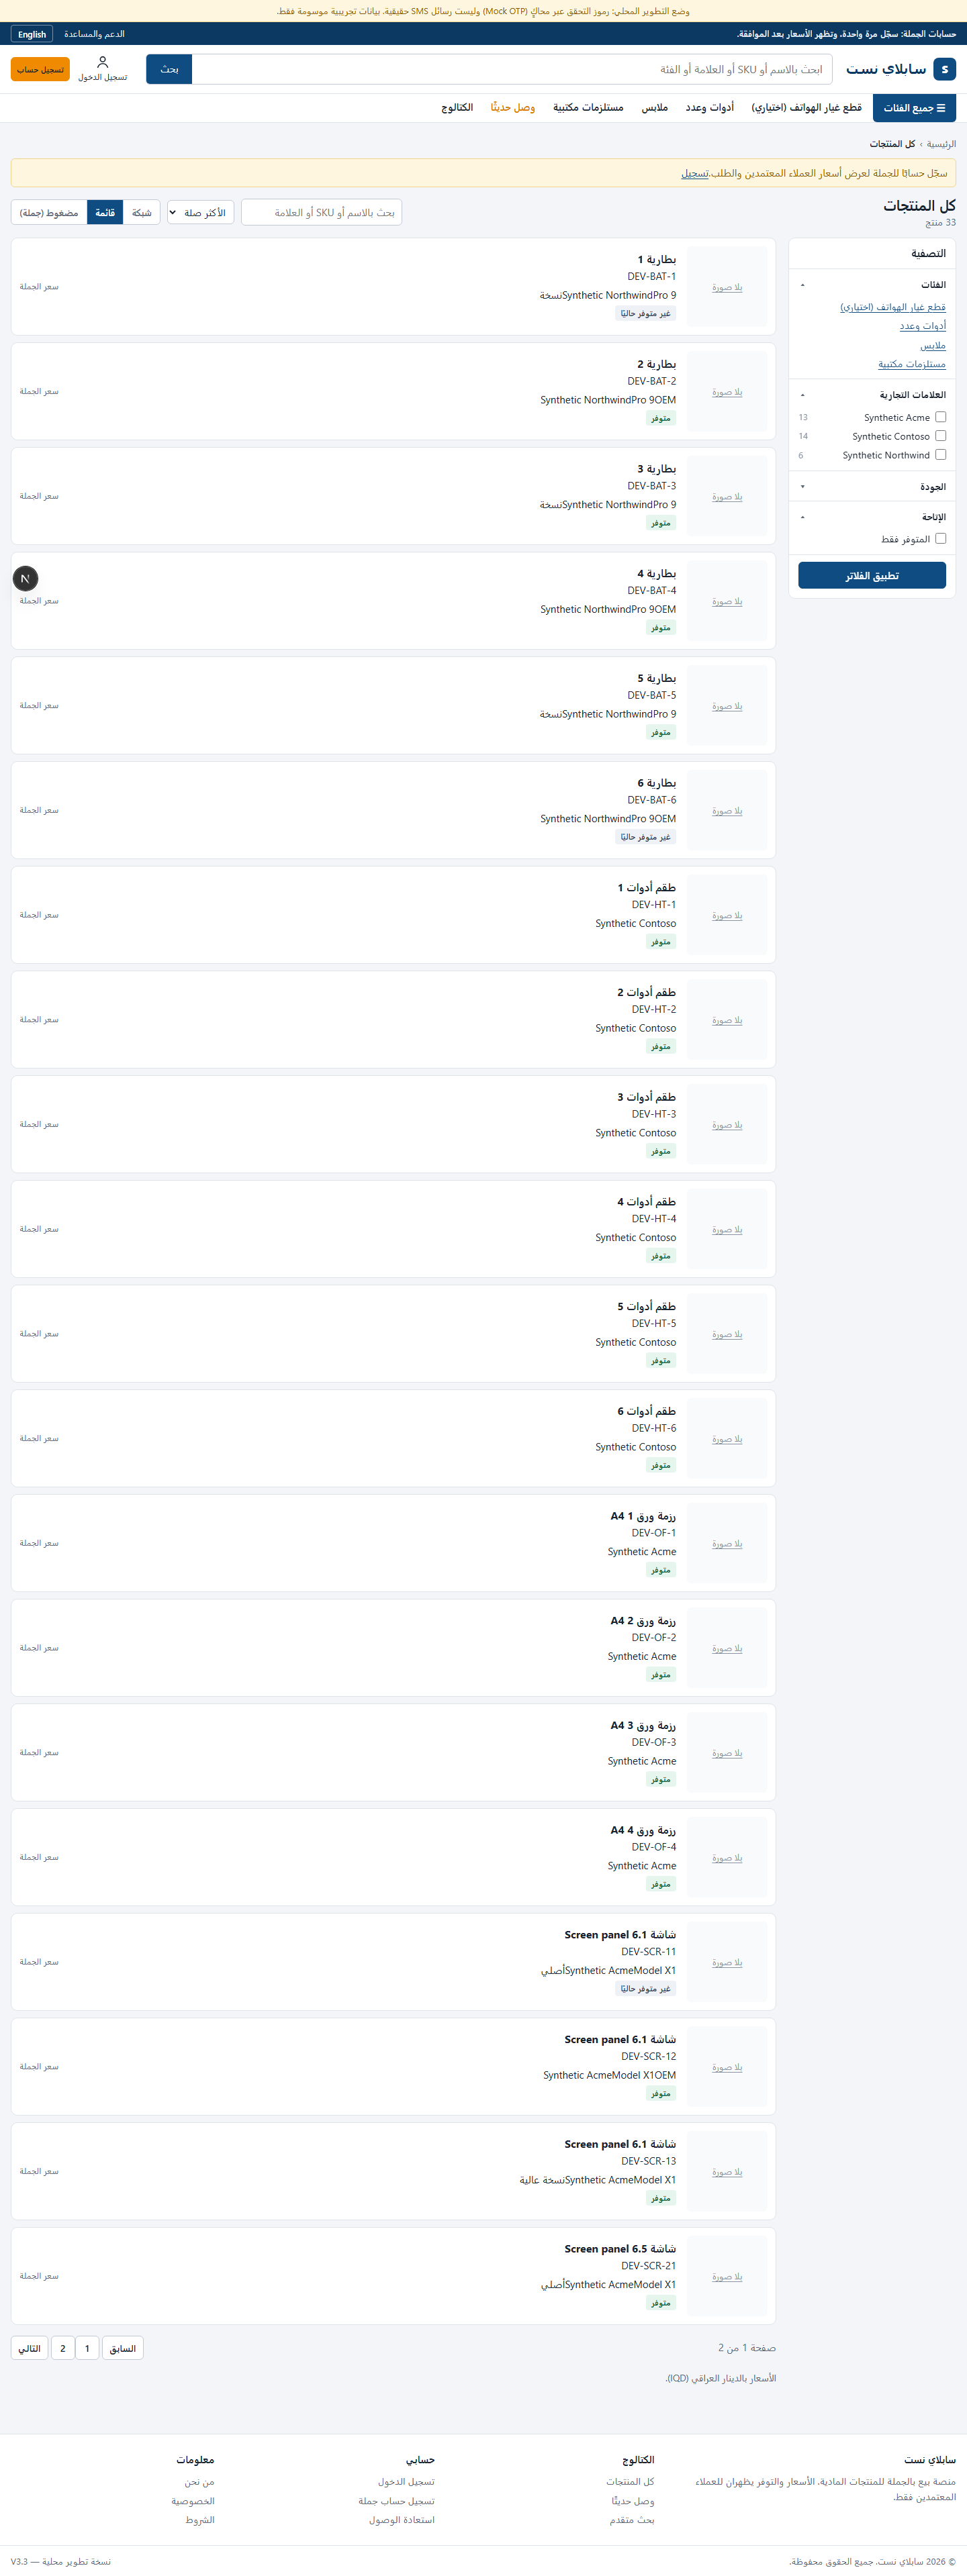 وضع التطوير المحلي: رموز التحقق عبر محاكٍ (Mock OTP) وليست رسائل SMS حقيقية. بيانات تجريبية موسومة فقط.
حسابات الجملة: سجّل مرة واحدة، وتظهر الأسعار بعد الموافقة.
الدعم والمساعدة
English
S
سابلاي نست
ابحث بالاسم أو SKU أو العلامة أو الفئة
بحث
تسجيل الدخول
تسجيل حساب
☰ جميع الفئات
قطع غيار الهواتف (اختياري)
أدوات وعدد
ملابس
مستلزمات مكتبية
وصل حديثًا
الكتالوج
الرئيسية › كل المنتجات
سجّل حسابًا للجملة لعرض أسعار العملاء المعتمدين والطلب.تسجيل
كل المنتجات
33 منتج
بحث بالاسم أو SKU أو العلامة
الأكثر صلة
شبكة
قائمة
مضغوط (جملة)
التصفية
الفئات
قطع غيار الهواتف (اختياري)
أدوات وعدد
ملابس
مستلزمات مكتبية
العلامات التجارية
Synthetic Acme 13
Synthetic Contoso 14
Synthetic Northwind 6
الجودة
الإتاحة
المتوفر فقط
تطبيق الفلاتر
بلا صورة
بطارية 1
DEV-BAT-1
Synthetic NorthwindPro 9نسخة
غير متوفر حاليًا
سعر الجملة
بلا صورة
بطارية 2
DEV-BAT-2
Synthetic NorthwindPro 9OEM
متوفر
سعر الجملة
بلا صورة
بطارية 3
DEV-BAT-3
Synthetic NorthwindPro 9نسخة
متوفر
سعر الجملة
بلا صورة
بطارية 4
DEV-BAT-4
Synthetic NorthwindPro 9OEM
متوفر
N
سعر الجملة
بلا صورة
بطارية 5
DEV-BAT-5
Synthetic NorthwindPro 9نسخة
متوفر
سعر الجملة
بلا صورة
بطارية 6
DEV-BAT-6
Synthetic NorthwindPro 9OEM
غير متوفر حاليًا
سعر الجملة
بلا صورة
طقم أدوات 1
DEV-HT-1
Synthetic Contoso
متوفر
سعر الجملة
بلا صورة
طقم أدوات 2
DEV-HT-2
Synthetic Contoso
متوفر
سعر الجملة
بلا صورة
طقم أدوات 3
DEV-HT-3
Synthetic Contoso
متوفر
سعر الجملة
بلا صورة
طقم أدوات 4
DEV-HT-4
Synthetic Contoso
متوفر
سعر الجملة
بلا صورة
طقم أدوات 5
DEV-HT-5
Synthetic Contoso
متوفر
سعر الجملة
بلا صورة
طقم أدوات 6
DEV-HT-6
Synthetic Contoso
متوفر
سعر الجملة
بلا صورة
رزمة ورق A4 1
DEV-OF-1
Synthetic Acme
متوفر
سعر الجملة
بلا صورة
رزمة ورق A4 2
DEV-OF-2
Synthetic Acme
متوفر
سعر الجملة
بلا صورة
رزمة ورق A4 3
DEV-OF-3
Synthetic Acme
متوفر
سعر الجملة
بلا صورة
رزمة ورق A4 4
DEV-OF-4
Synthetic Acme
متوفر
سعر الجملة
بلا صورة
شاشة Screen panel 6.1
DEV-SCR-11
Synthetic AcmeModel X1أصلي
غير متوفر حاليًا
سعر الجملة
بلا صورة
شاشة Screen panel 6.1
DEV-SCR-12
Synthetic AcmeModel X1OEM
متوفر
سعر الجملة
بلا صورة
شاشة Screen panel 6.1
DEV-SCR-13
Synthetic AcmeModel X1نسخة عالية
متوفر
سعر الجملة
بلا صورة
شاشة Screen panel 6.5
DEV-SCR-21
Synthetic AcmeModel X1أصلي
متوفر
سعر الجملة
صفحة 1 من 2
السابق
1
2
التالي
الأسعار بالدينار العراقي (IQD).
سابلاي نست
منصة بيع بالجملة للمنتجات المادية. الأسعار والتوفر يظهران للعملاء
المعتمدين فقط.
الكتالوج
كل المنتجات
وصل حديثًا
بحث متقدم
حسابي
تسجيل الدخول
تسجيل حساب جملة
استعادة الوصول
معلومات
من نحن
الخصوصية
الشروط
© 2026 سابلاي نست. جميع الحقوق محفوظة.
نسخة تطوير محلية — V3.3